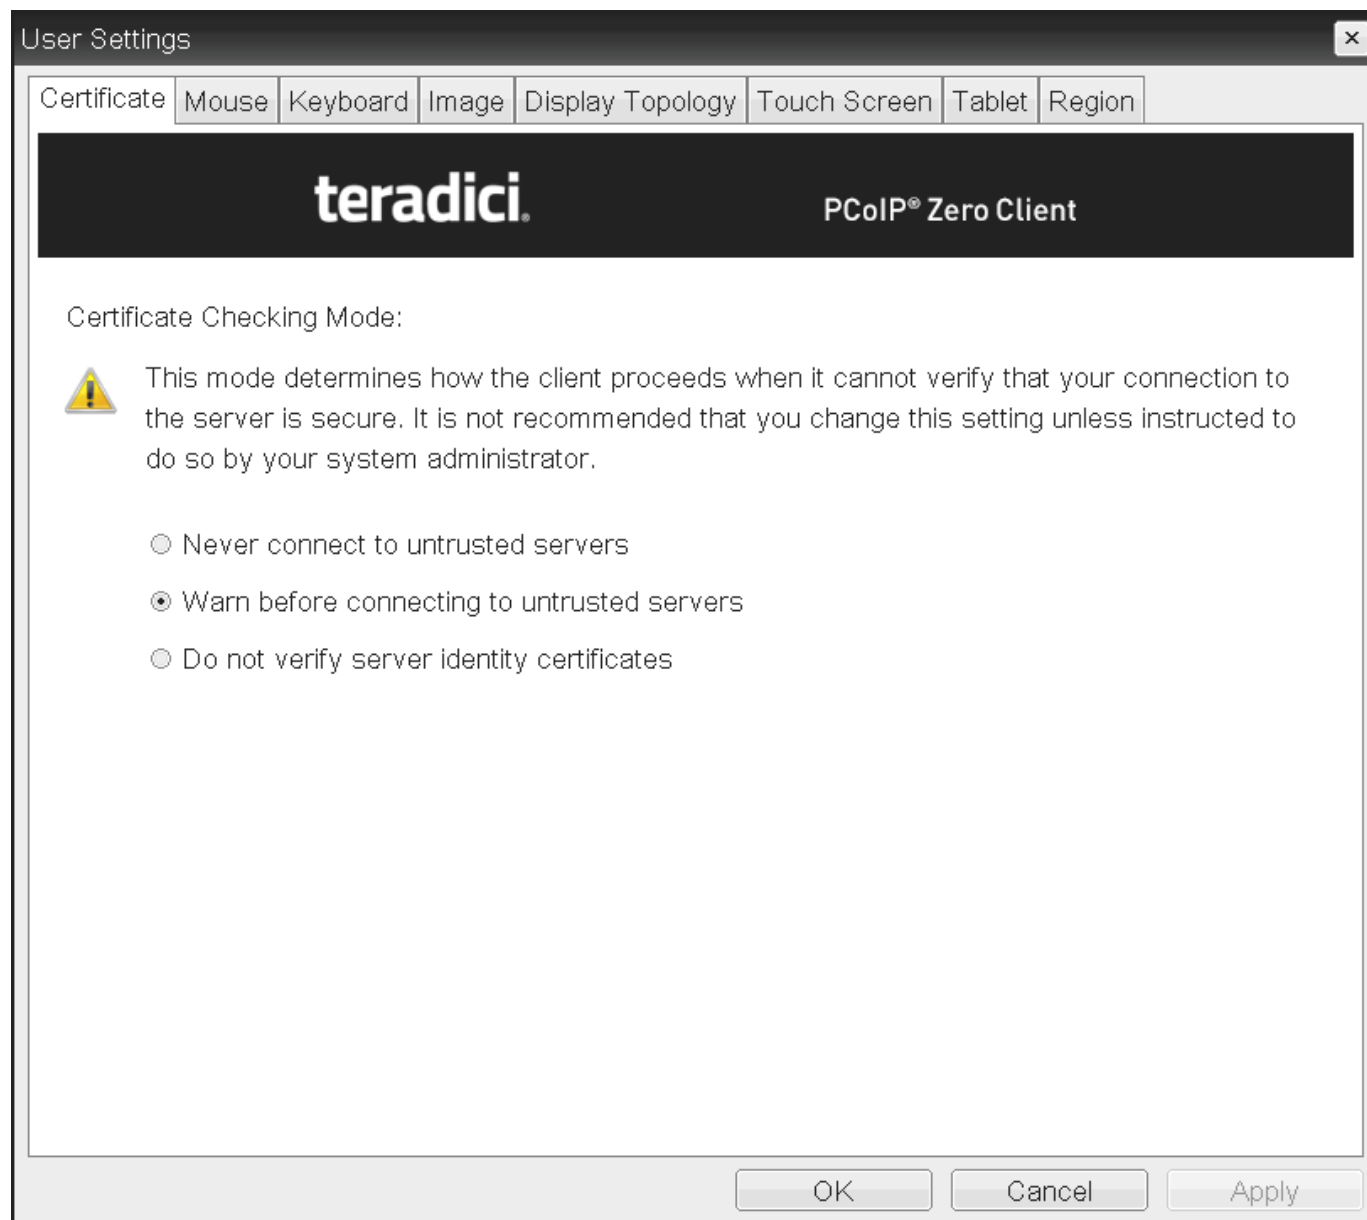 User Settings
Certificate Mouse Keyboard Image Display Topology Touch Screen Tablet Region
teradici. PCoIP® Zero Client
Certificate Checking Mode:
This mode determines how the client proceeds when it cannot verify that your connection to
the server is secure. It is not recommended that you change this setting unless instructed to
do so by your system administrator.
Never connect to untrusted servers
Warn before connecting to untrusted servers
Do not verify server identity certificates
OK Cancel Apply